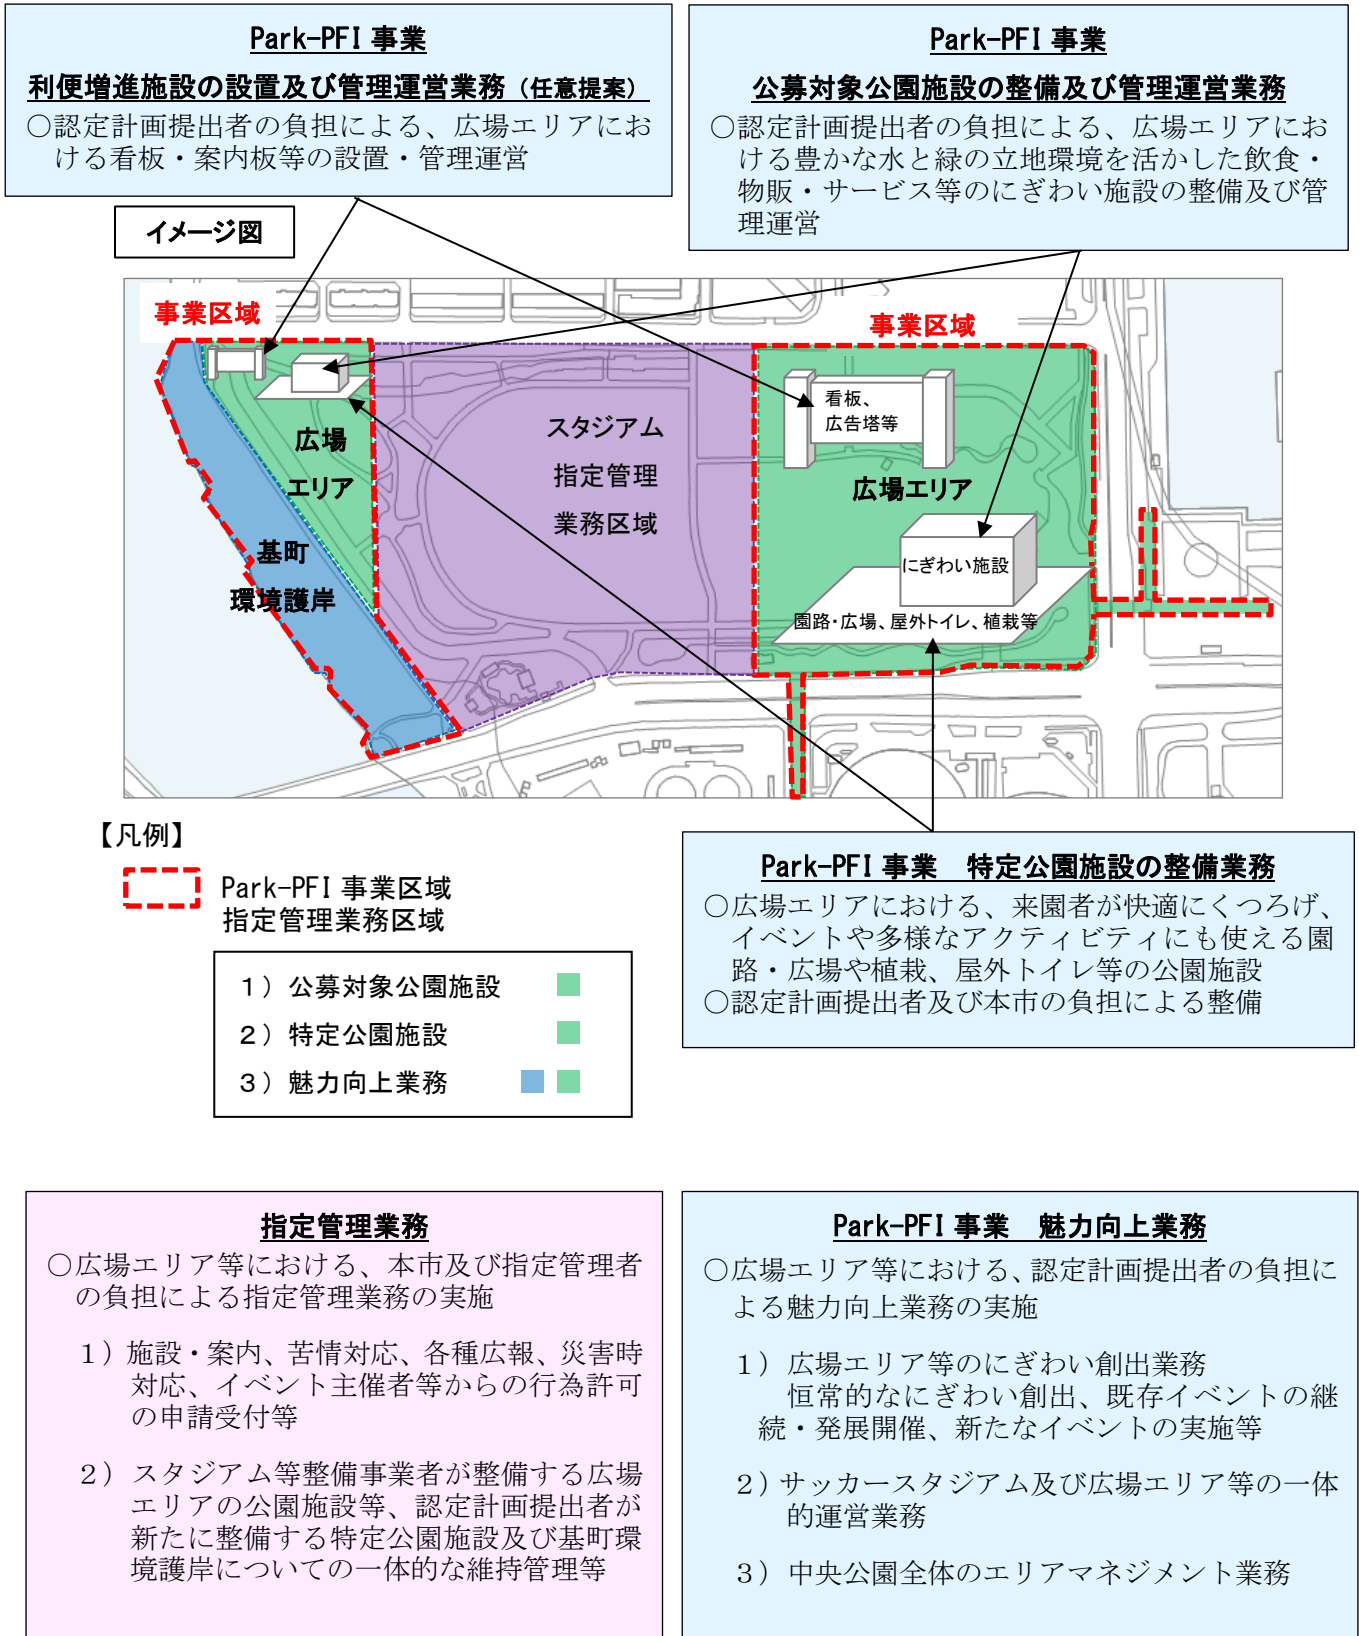 Park-PFI 事業
利便増進施設の設置及び管理運営業務（任意提案）
○認定計画提出者の負担による、広場エリアにお
ける看板・案内板等の設置・管理運営
Park-PFI 事業
公募対象公園施設の整備及び管理運営業務
○認定計画提出者の負担による、広場エリアにお
ける豊かな水と緑の立地環境を活かした飲食・
物販・サービス等のにぎわい施設の整備及び管
理運営
イメージ図
事業区域
事業区域
広場
エリア
基町
環境護岸
スタジアム
指定管理
業務区域
看板、
広告塔等
広場エリア
にぎわい施設
園路・広場、屋外トイレ、植栽等
【凡例】
Park-PFI 事業区域
指定管理業務区域
１）公募対象公園施設
２）特定公園施設
３）魅力向上業務
Park-PFI 事業　特定公園施設の整備業務
○広場エリアにおける、来園者が快適にくつろげ、
イベントや多様なアクティビティにも使える園
路・広場や植栽、屋外トイレ等の公園施設
○認定計画提出者及び本市の負担による整備
指定管理業務
○広場エリア等における、本市及び指定管理者
の負担による指定管理業務の実施
１）施設・案内、苦情対応、各種広報、災害時
対応、イベント主催者等からの行為許可
の申請受付等
２）スタジアム等整備事業者が整備する広場
エリアの公園施設等、認定計画提出者が
新たに整備する特定公園施設及び基町環
境護岸についての一体的な維持管理等
Park-PFI 事業　魅力向上業務
○広場エリア等における、認定計画提出者の負担に
よる魅力向上業務の実施
１）広場エリア等のにぎわい創出業務
恒常的なにぎわい創出、既存イベントの継
続・発展開催、新たなイベントの実施等
２）サッカースタジアム及び広場エリア等の一体
的運営業務
３）中央公園全体のエリアマネジメント業務